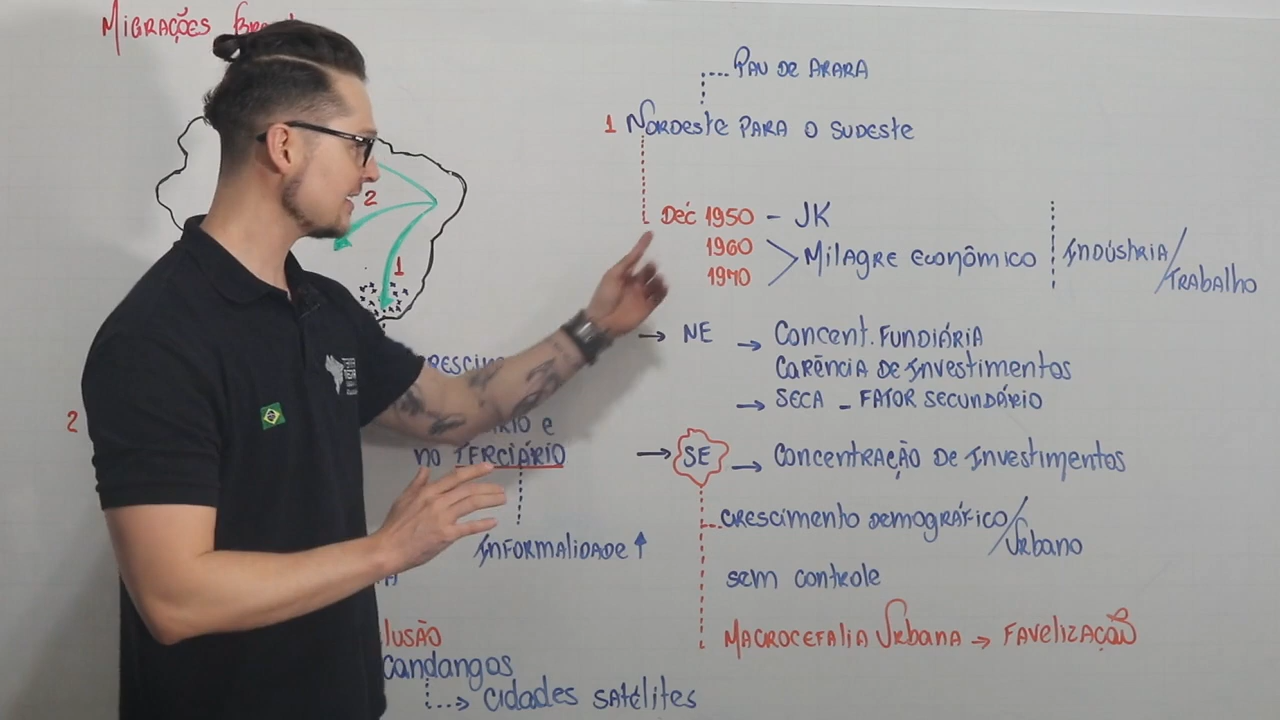 Migrações
Pau de Arara
1 Nordeste para o sudeste
2
1
Déc 1950 - JK
1960
1970
Milagre econômico
Indústria/
Trabalho
→ NE → Concent. Fundiária
Carência de Investimentos
→ Seca - Fator secundário
2
no Terciário
→ SE → Concentração de Investimentos
Informalidade ↑
crescimento Demográfico/
Urbano
sem controle
Macrocefalia Urbana → Favelização
candangos
cidades satélites